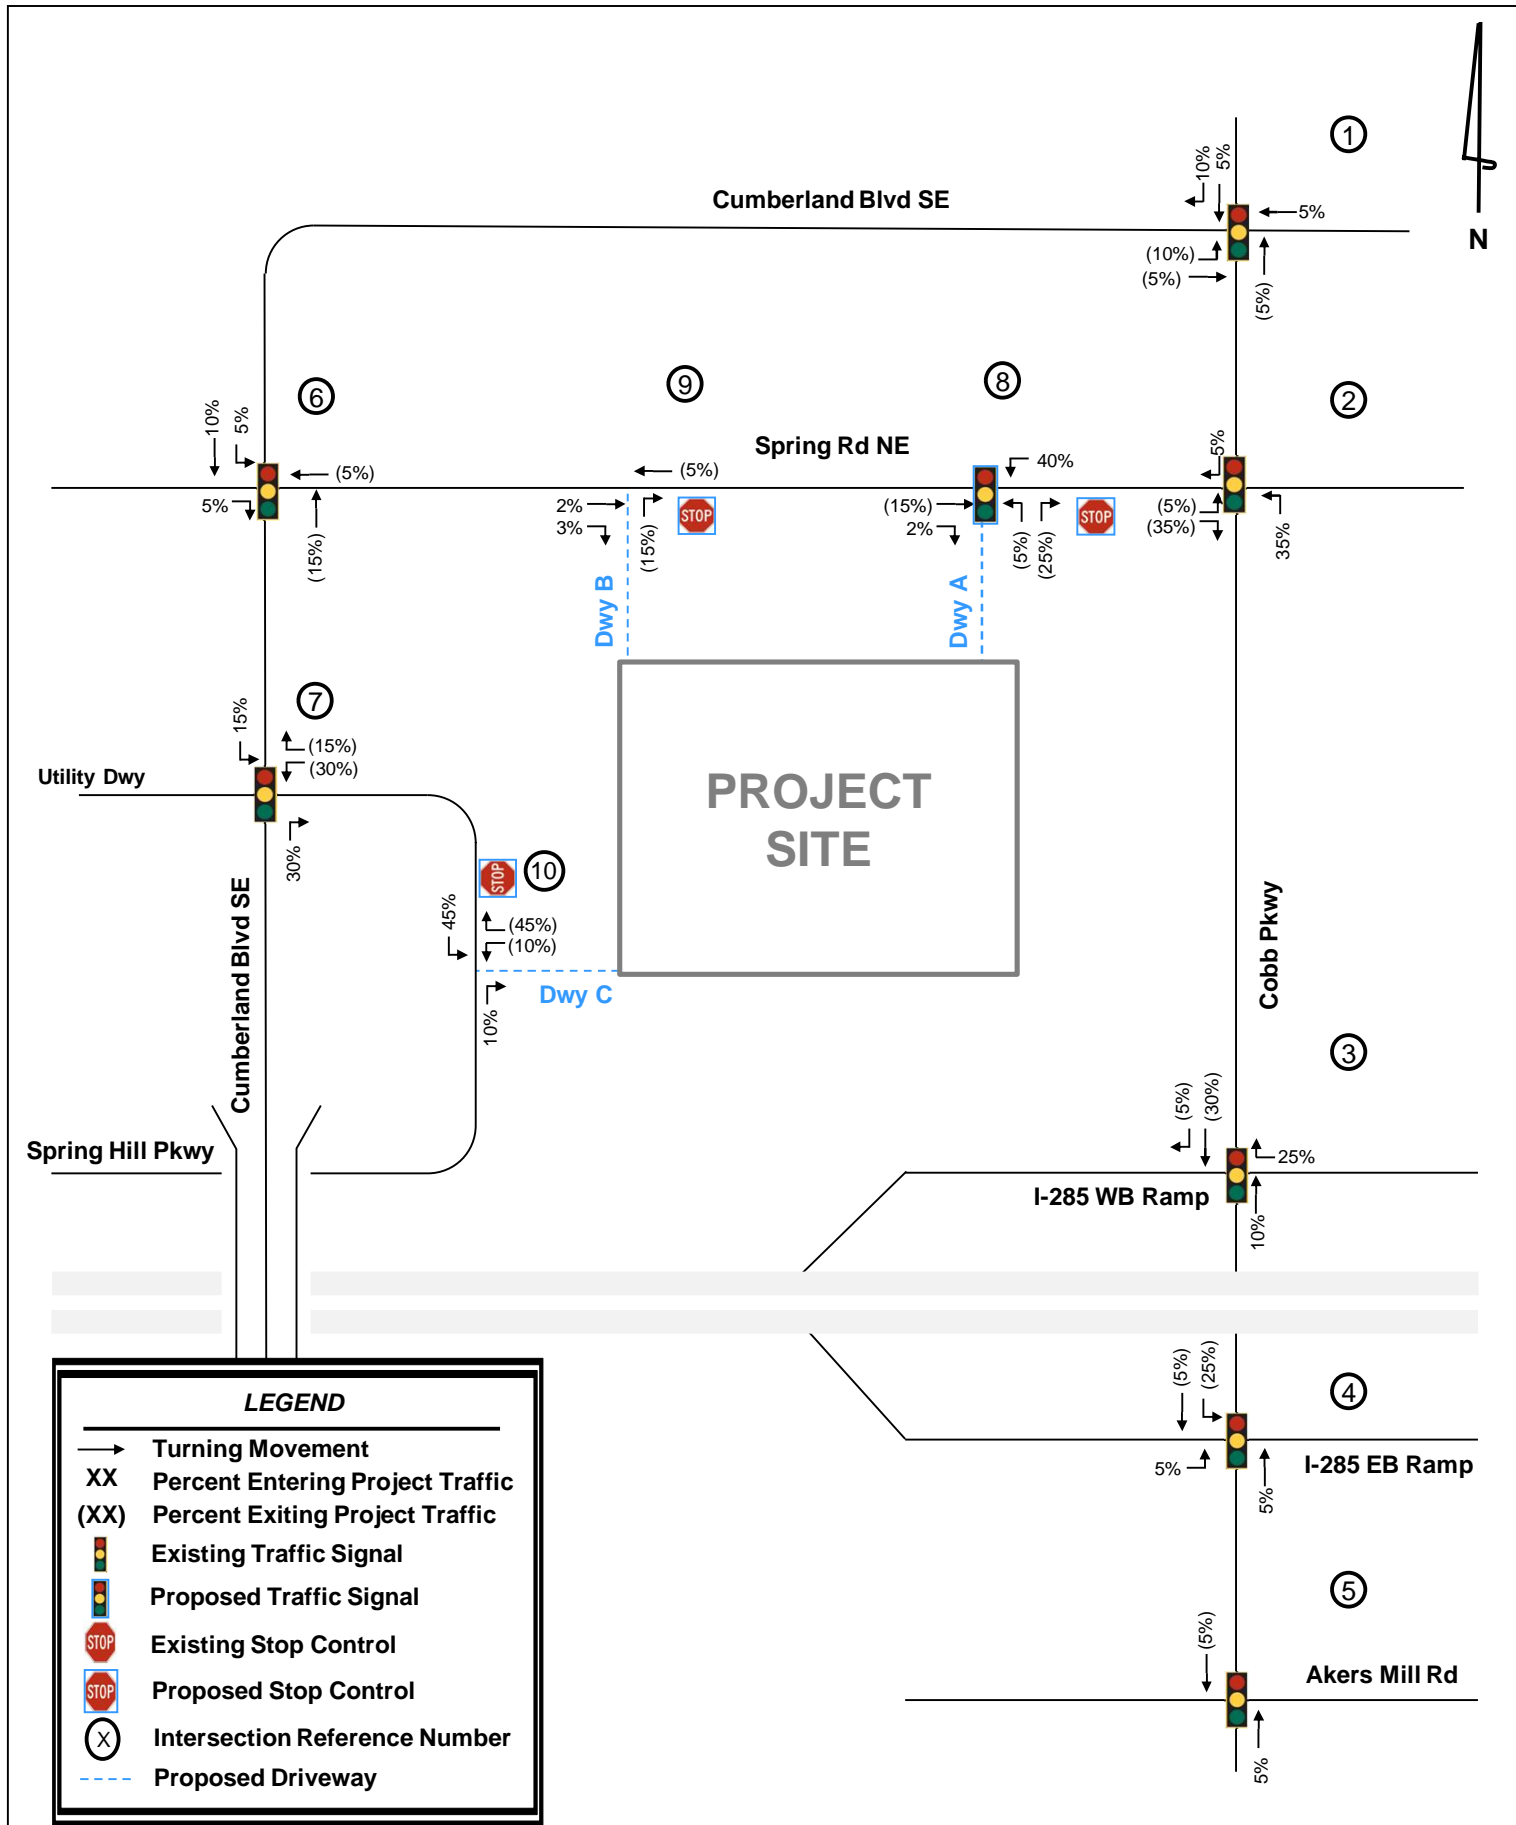 1
10%
5%
Cumberland Blvd SE
5%
(10%)
(5%)
(5%)
N
6
9
8
2
10%
5%
Spring Rd NE
5%
(5%)
(5%)
40%
5%
2%
3%
(15%)
STOP
(15%)
2%
(5%)
(25%)
STOP
(5%)
(35%)
35%
(15%)
Dwy B
Dwy A
7
15%
(15%)
(30%)
Utility Dwy
30%
PROJECT
SITE
STOP
10
45%
(45%)
(10%)
Dwy C
10%
Cumberland Blvd SE
Cobb Pkwy
3
(5%)
(30%)
Spring Hill Pkwy
25%
I-285 WB Ramp
10%
(5%)
(25%)
4
5%
I-285 EB Ramp
5%
5
(5%)
Akers Mill Rd
5%
LEGEND
Turning Movement
XX Percent Entering Project Traffic
(XX) Percent Exiting Project Traffic
Existing Traffic Signal
Proposed Traffic Signal
STOP Existing Stop Control
STOP Proposed Stop Control
X Intersection Reference Number
Proposed Driveway